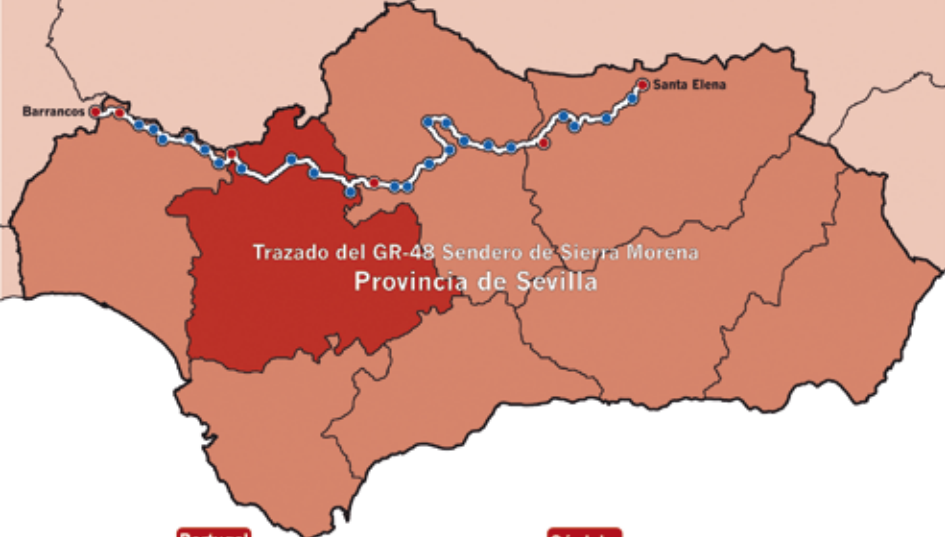 Santa Elena
Barrancos
Trazado del GR-48 Sendero de Sierra Morena
Provincia de Sevilla